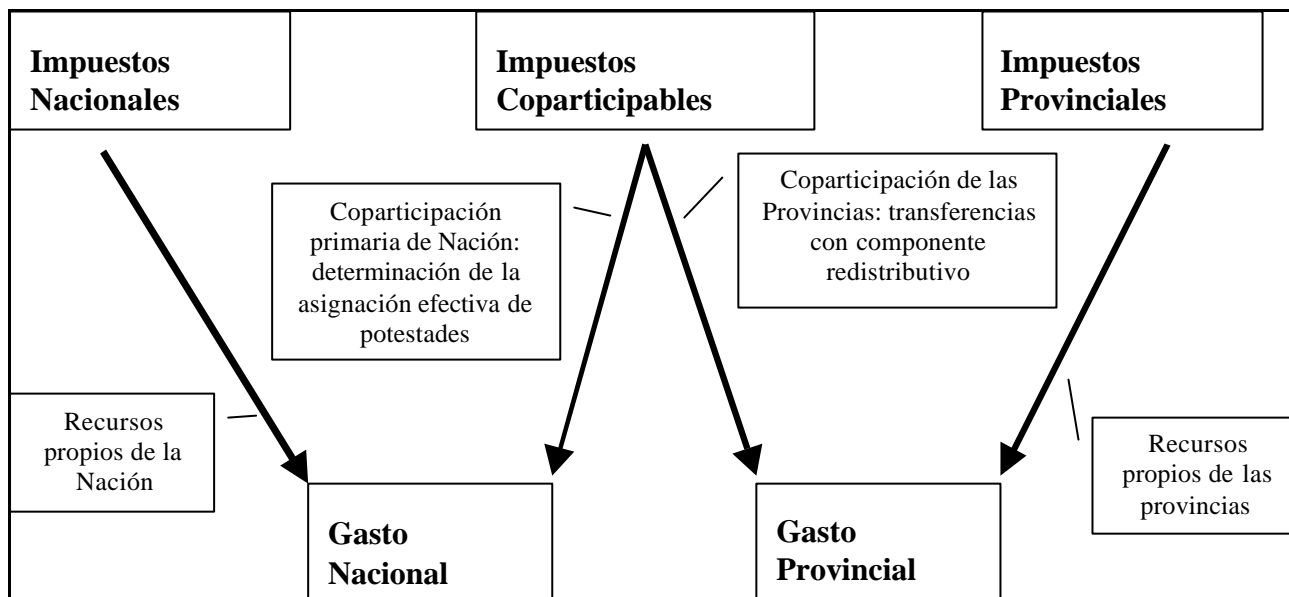 Impuestos
Nacionales
Impuestos
Coparticipables
Impuestos
Provinciales
Coparticipación
primaria de Nación:
determinación de la
asignación efectiva de
potestades
Coparticipación de las
Provincias: transferencias
con componente
redistributivo
Recursos
propios de la
Nación
Recursos
propios de las
provincias
Gasto
Nacional
Gasto
Provincial